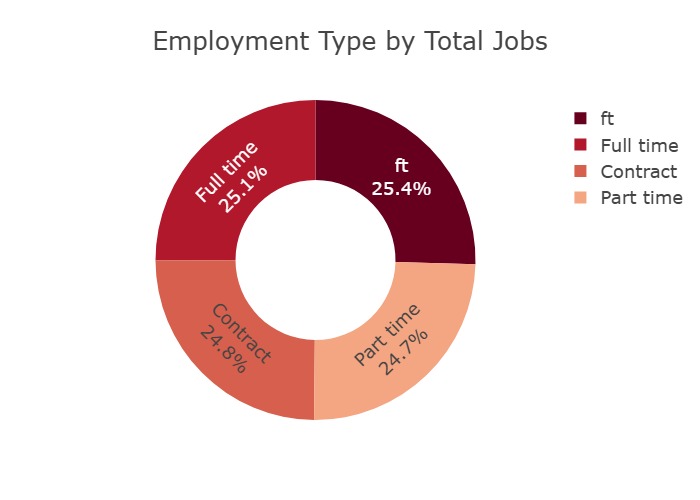 Employment Type by Total Jobs
ft
25.4%
Full time
25.1%
Contract
24.8%
Part time
24.7%
ft
Full time
Contract
Part time